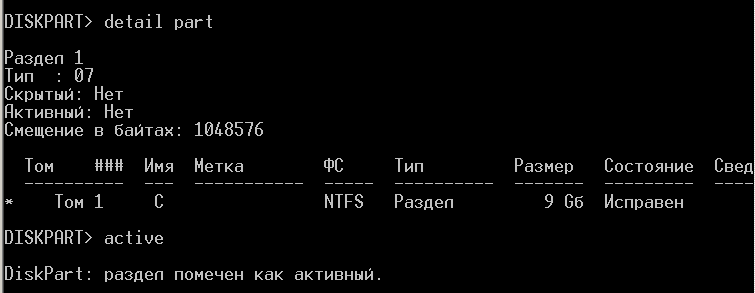 DISKPART> detail part
Раздел 1
Тип : 07
Скрытый: Нет
Активный: Нет
Смещение в байтах: 1048576
Том ### Имя Метка ФС Тип Размер Состояние Свед
---------- --- ----------- ----- ---------- ------- --------- ----
* Том 1 C NTFS Раздел 9 Gб Исправен
DISKPART> active
DiskPart: раздел помечен как активный.